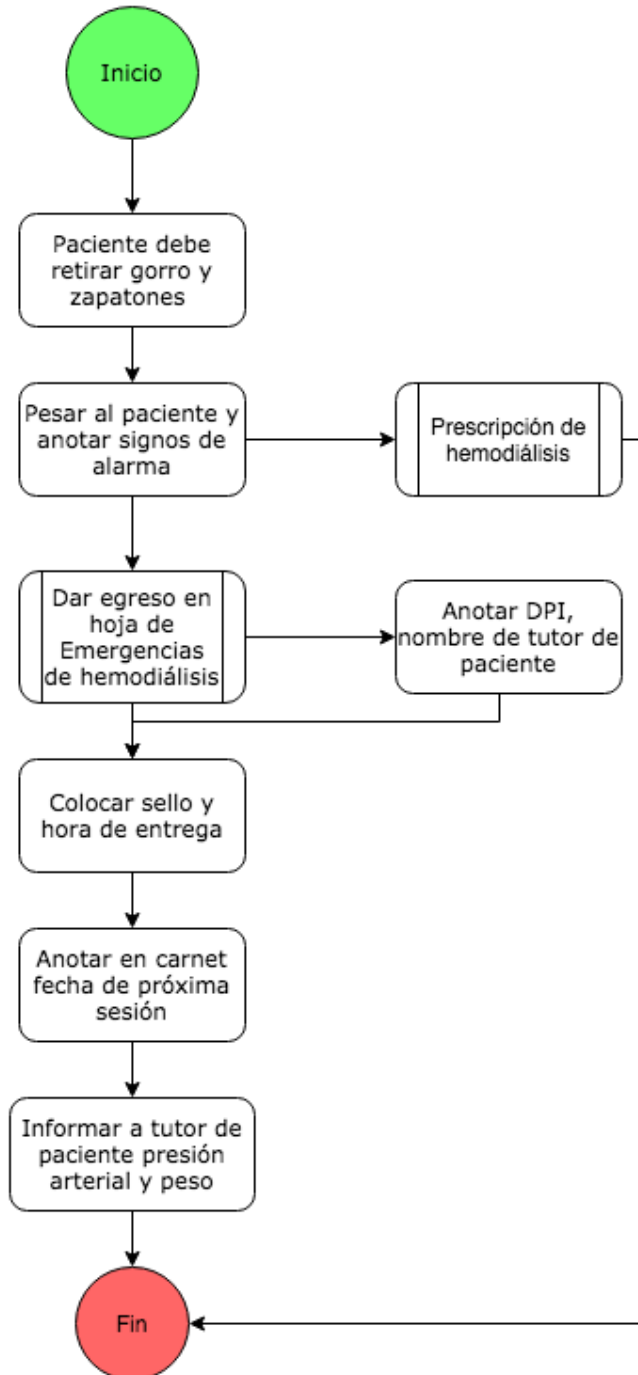 Inicio
Paciente debe
retirar gorro y
zapatones
Pesar al paciente y
anotar signos de
alarma
Prescripción de
hemodiálisis
Dar egreso en
hoja de
Emergencias
de hemodiálisis
Anotar DPI,
nombre de tutor de
paciente
Colocar sello y
hora de entrega
Anotar en carnet
fecha de próxima
sesión
Informar a tutor de
paciente presión
arterial y peso
Fin